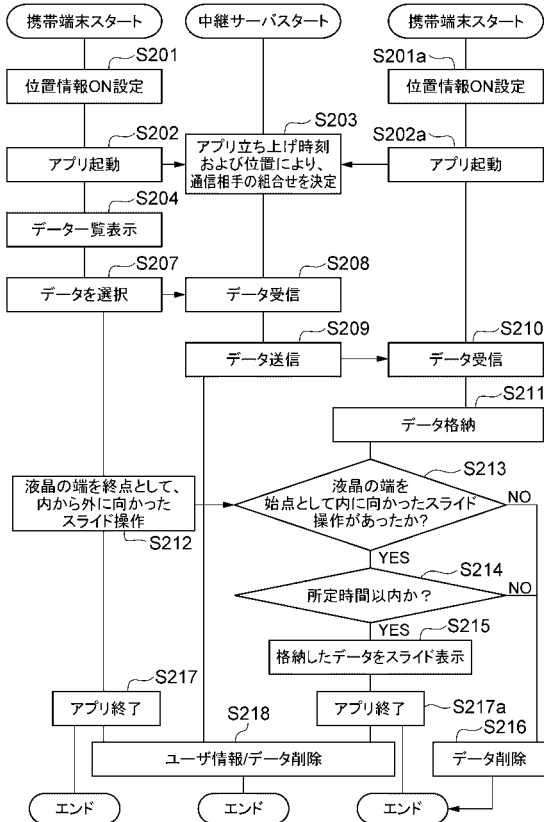 携帯端末スタート
中継サーバスタート
携帯端末スタート
S201
位置情報ON設定
S201a
位置情報ON設定
S203
アプリ立ち上げ時刻
および位置により、
通信相手の組合せを決定
S202
アプリ起動
S202a
アプリ起動
S204
データ一覧表示
S207
データを選択
S208
データ受信
S209
データ送信
S210
データ受信
S211
データ格納
液晶の端を終点として、
内から外に向かった
スライド操作
S212
S213
液晶の端を
始点として内に向かったスライド
操作があったか?
NO
YES
S214
所定時間以内か?
NO
YES
S215
格納したデータをスライド表示
S217
アプリ終了
S217a
アプリ終了
S218
ユーザ情報/データ削除
S216
データ削除
エンド
エンド
エンド